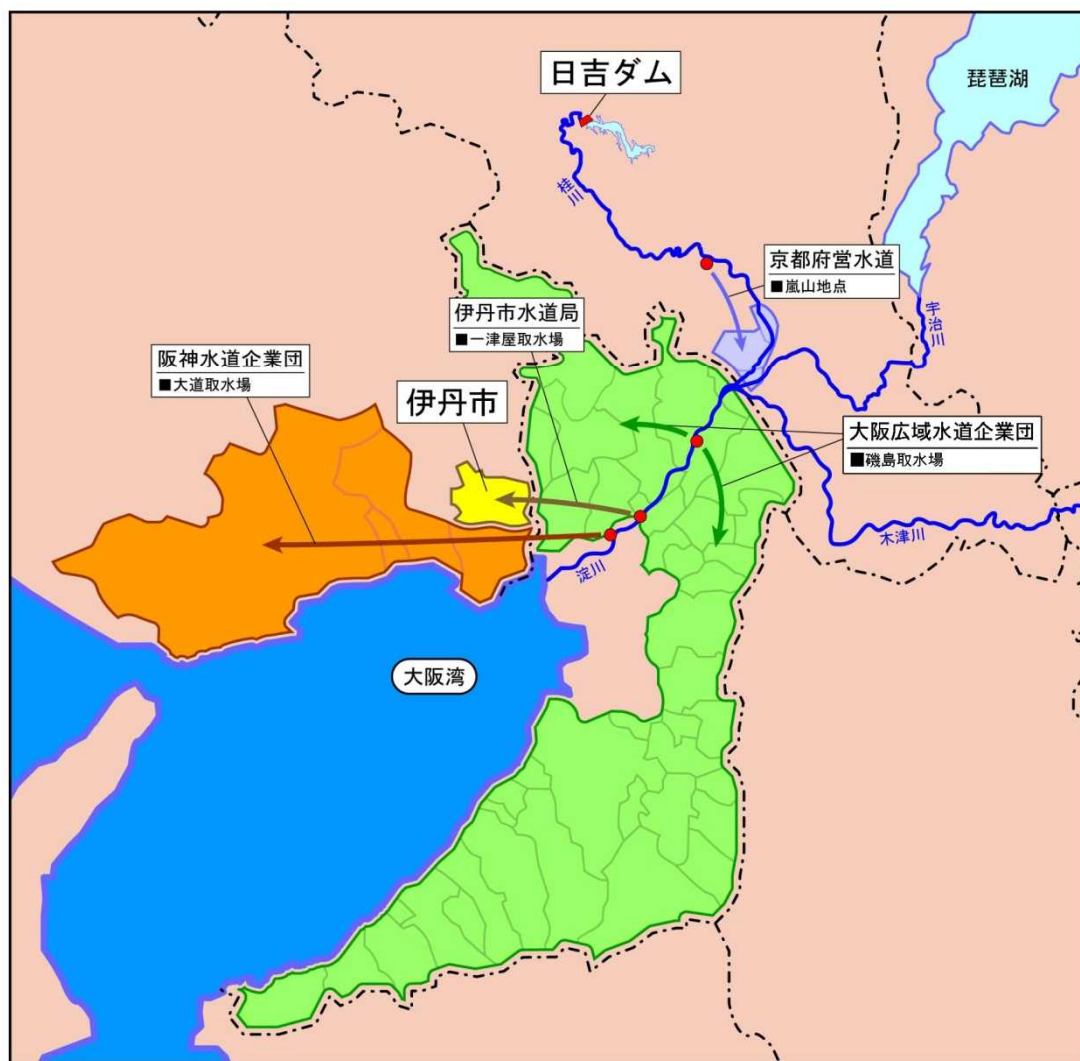 日吉ダム
琵琶湖
桂川
京都府営水道
■嵐山地点
宇治川
伊丹市水道局
■一津屋取水場
阪神水道企業団
■大道取水場
伊丹市
大阪広域水道企業団
■磯島取水場
木津川
淀川
大阪湾